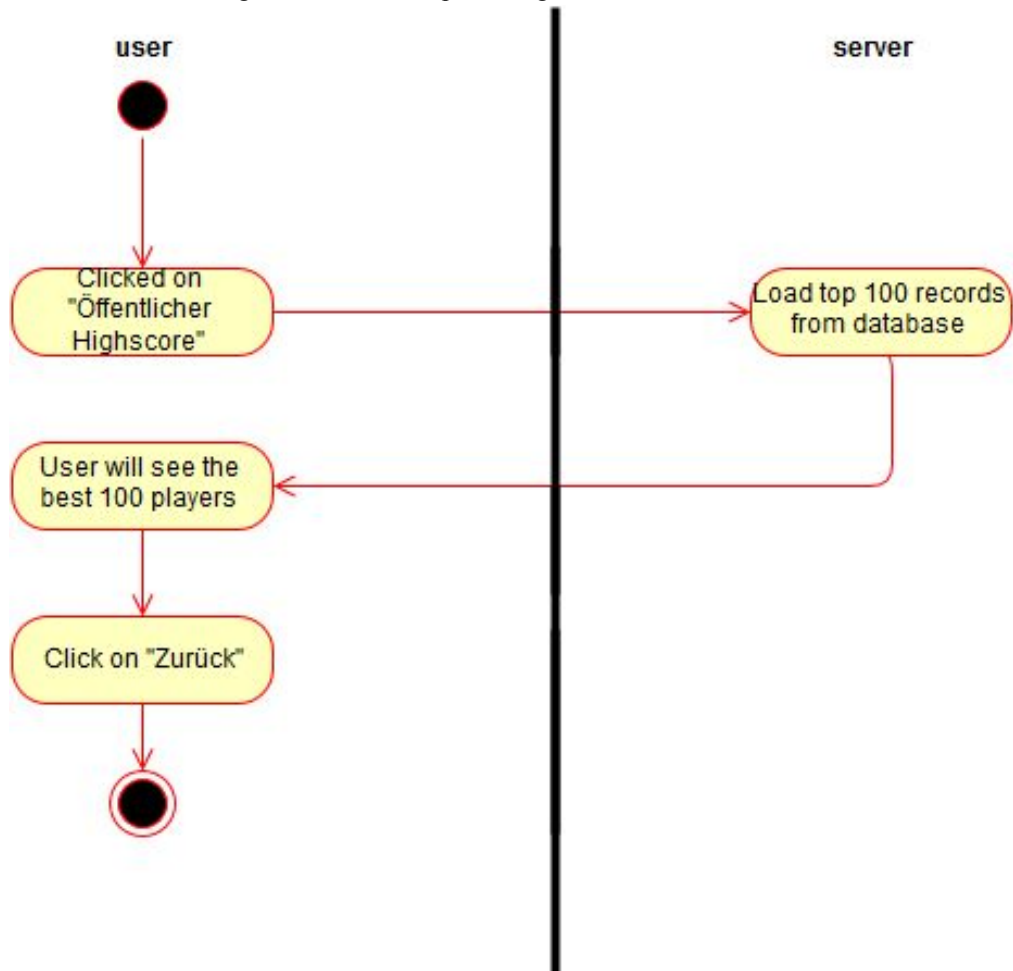 user
server
Clicked on
"Öffentlicher
Highscore"
Load top 100 records
from database
User will see the
best 100 players
Click on "Zurück"